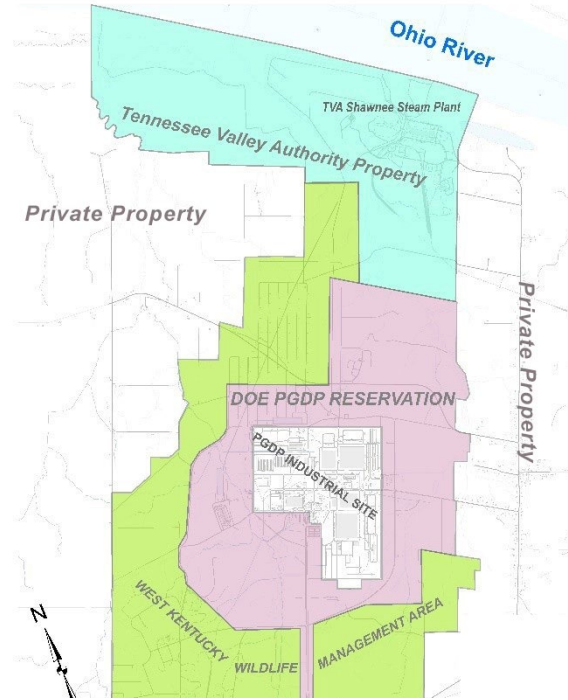 Ohio River
TVA Shawnee Steam Plant
Tennessee Valley Authority Property
Private Property
Private Property
DOE PGDP RESERVATION
PGDP INDUSTRIAL SITE
WEST KENTUCKY
WILDLIFE
MANAGEMENT AREA
N